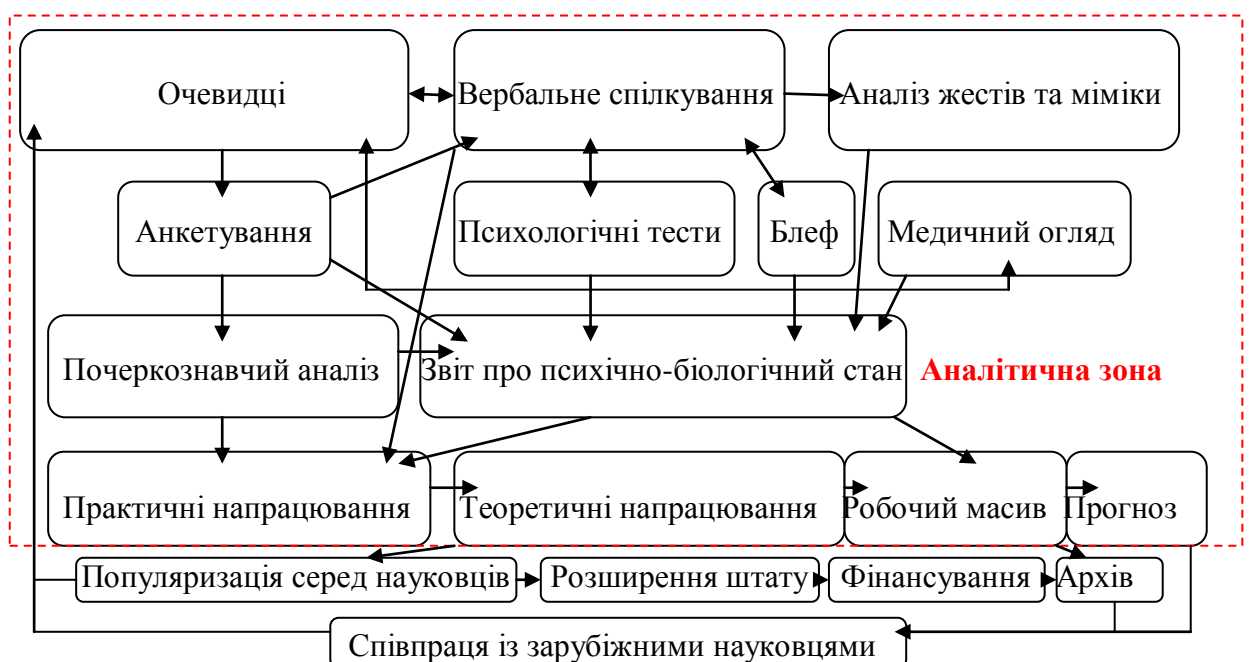 Очевидці
Вербальне спілкування
Аналіз жестів та міміки
Анкетування
Психологічні тести
Блеф
Медичний огляд
Почеркознавчий аналіз
Звіт про психічно-біологічний стан
Аналітична зона
Практичні напрацювання
Теоретичні напрацювання
Робочий масив
Прогноз
Популяризація серед науковців
Розширення штату
Фінансування
Архів
Співпраця із зарубіжними науковцями